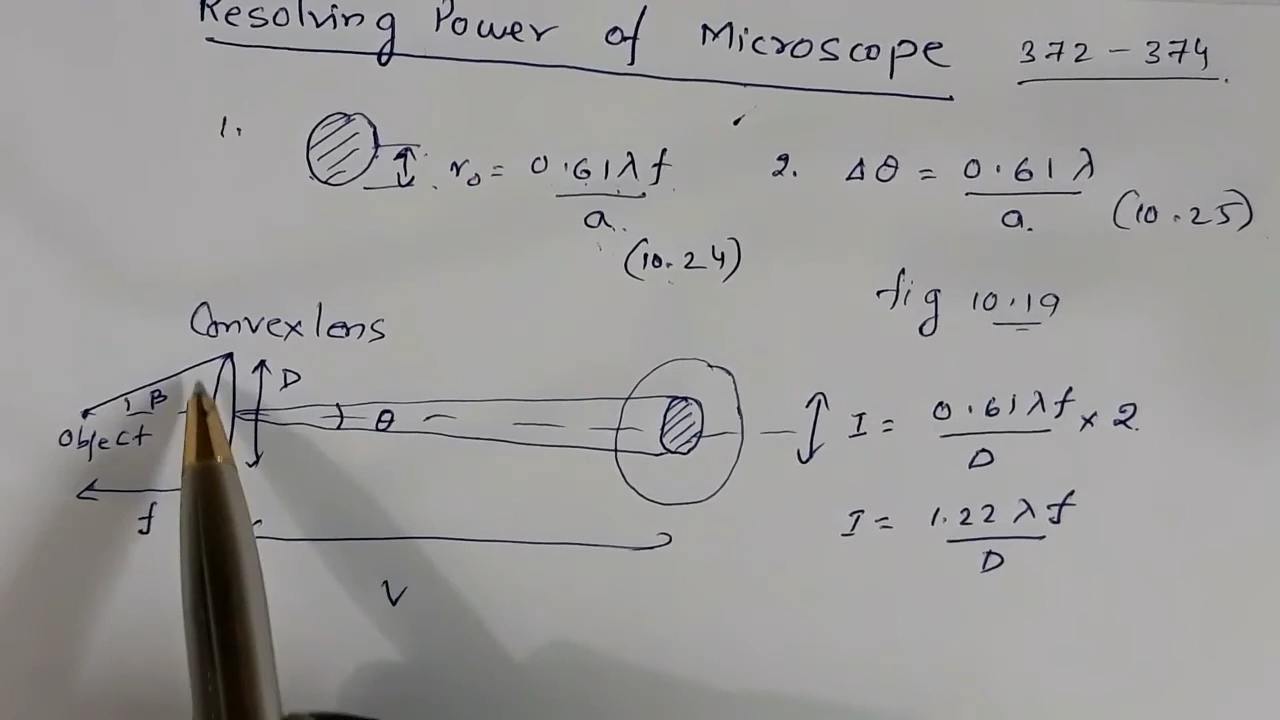 Resolving Power of Microscope 372 - 374
1. r₀ = 0.61λf / a. (10.24)
2. Δθ = 0.61λ / a. (10.25)
fig 10.19
Convex lens
D
β
θ
object
f
v
I = 0.61λf / D × 2
I = 1.22λf / D